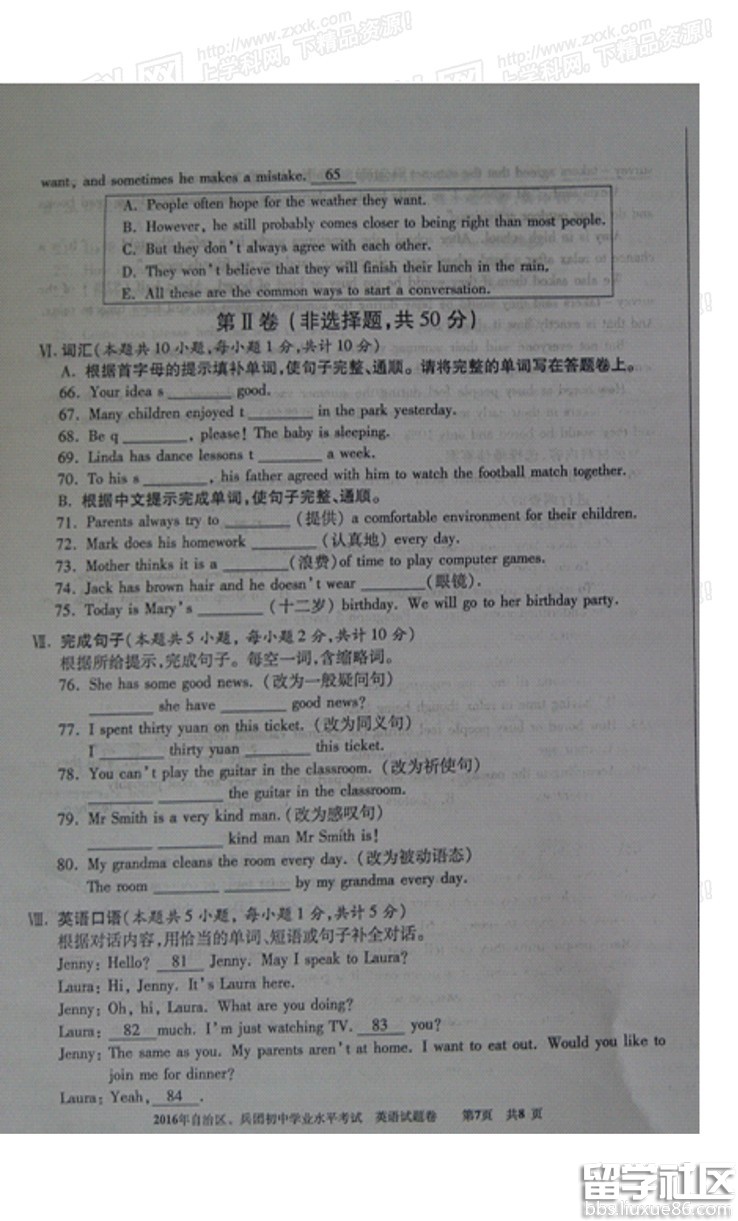 http://www.zxxk.com
上学科网,下精品资源!
want, and sometimes he makes a mistake. 65
A. People often hope for the weather they want.
B. However, he still probably comes closer to being right than most people.
C. But they don't always agree with each other.
D. They won't believe that they will finish their lunch in the rain.
E. All these are the common ways to start a conversation.
第Ⅱ卷 (非选择题,共50分)
Ⅵ. 词汇(本题共10小题,每小题1分,共计10分)
A. 根据首字母的提示填补单词,使句子完整、通顺。请将完整的单词写在答题卷上。
66. Your idea s________ good.
67. Many children enjoyed t________ in the park yesterday.
68. Be q________, please! The baby is sleeping.
69. Linda has dance lessons t________ a week.
70. To his s________, his father agreed with him to watch the football match together.
B. 根据中文提示完成单词,使句子完整、通顺。
71. Parents always try to ________ (提供) a comfortable environment for their children.
72. Mark does his homework ________ (认真地) every day.
73. Mother thinks it is a ________ (浪费)of time to play computer games.
74. Jack has brown hair and he doesn't wear ________ (眼镜).
75. Today is Mary's ________ (十二岁) birthday. We will go to her birthday party.
Ⅶ. 完成句子(本题共5小题, 每小题2分,共计10分)
根据所给提示,完成句子。每空一词,含缩略词。
76. She has some good news. (改为一般疑问句)
________ she have ________ good news?
77. I spent thirty yuan on this ticket. (改为同义句)
I ________ thirty yuan ________ this ticket.
78. You can't play the guitar in the classroom. (改为祈使句)
________ ________ the guitar in the classroom.
79. Mr Smith is a very kind man. (改为感叹句)
________ ________ kind man Mr Smith is!
80. My grandma cleans the room every day. (改为被动语态)
The room ________ ________ by my grandma every day.
Ⅷ. 英语口语(本题共5小题, 每小题1分,共计5分)
根据对话内容,用恰当的单词、短语或句子补全对话。
Jenny: Hello? 81 Jenny. May I speak to Laura?
Laura: Hi, Jenny. It's Laura here.
Jenny: Oh, hi, Laura. What are you doing?
Laura: 82 much. I'm just watching TV. 83 you?
Jenny: The same as you. My parents aren't at home. I want to eat out. Would you like to
join me for dinner?
Laura: Yeah, 84 .
2016年自治区、兵团初中学业水平考试 英语试题卷 第7页 共8页
留学社区
bbs.liuxue86.com